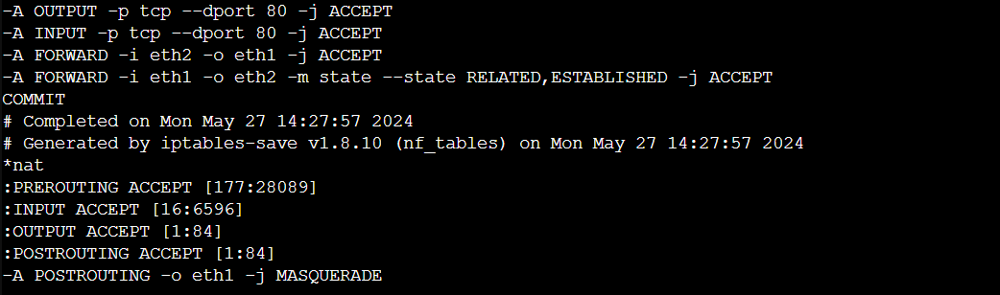 -A OUTPUT -p tcp --dport 80 -j ACCEPT
-A INPUT -p tcp --dport 80 -j ACCEPT
-A FORWARD -i eth2 -o eth1 -j ACCEPT
-A FORWARD -i eth1 -o eth2 -m state --state RELATED,ESTABLISHED -j ACCEPT
COMMIT
# Completed on Mon May 27 14:27:57 2024
# Generated by iptables-save v1.8.10 (nf_tables) on Mon May 27 14:27:57 2024
*nat
:PREROUTING ACCEPT [177:28089]
:INPUT ACCEPT [16:6596]
:OUTPUT ACCEPT [1:84]
:POSTROUTING ACCEPT [1:84]
-A POSTROUTING -o eth1 -j MASQUERADE